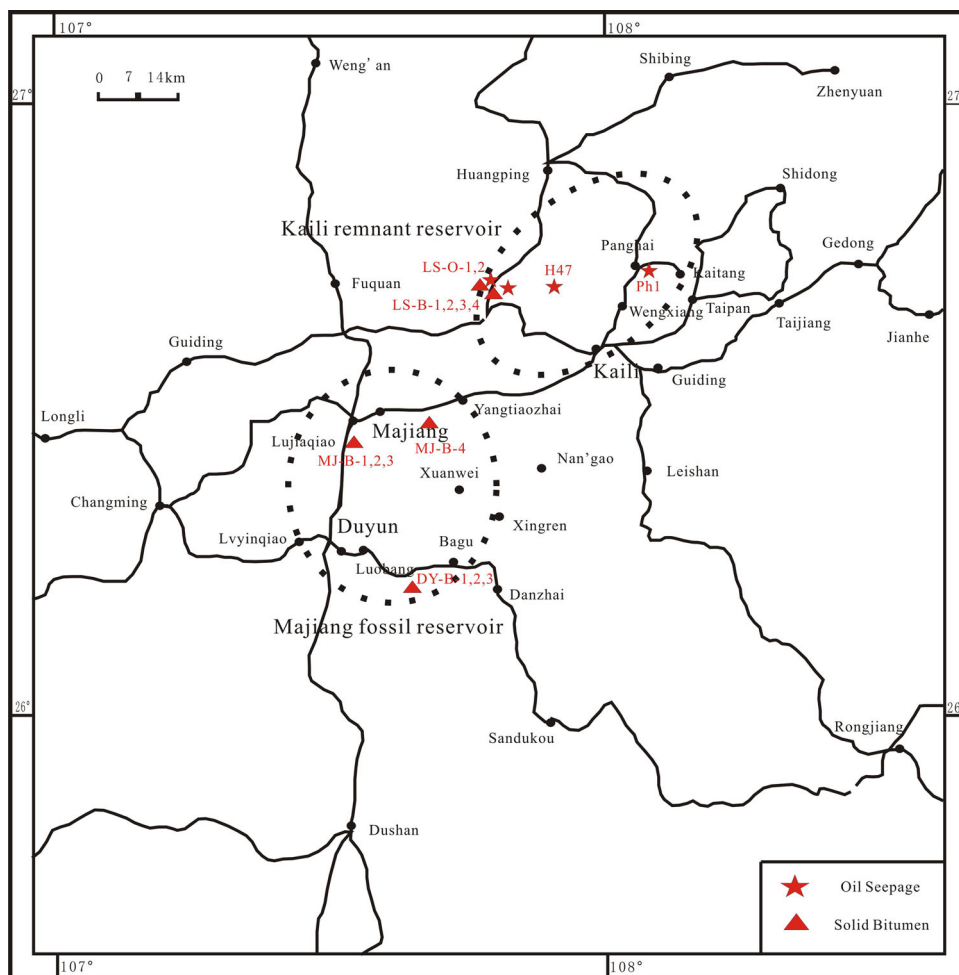 107°
108°
Shibing
Weng' an
0 7 14km
Zhenyuan
27°
27
Huangping
Shidong
Kaili remnant reservoir
Panghai
Gedong
LS-O-1,2
H47
Kaitang
Fuquan
Ph1
LS-B-1,2,3,4
Wengxiang
Taipan
Taijiang
Jianhe
Guiding
Kaili
Guiding
Longli
Yangtiaozhai
Lujiaqiao
Majiang
MJ-B-1,2,3
MJ-B-4
Nan'gao
Xuanwei
Leishan
Changming
Duyun
Xingren
Lvyinqiao
Bagu
Luobang
DY-B-1,2,3
Danzhai
Majiang fossil reservoir
26°
26
Sandukou
Rongjiang
Dushan
Oil Seepage
Solid Bitumen
107°
108°